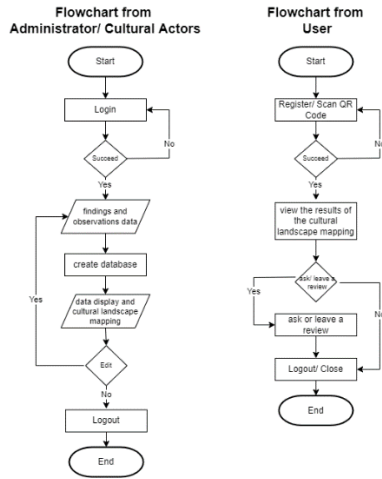 Flowchart from
Administrator/ Cultural Actors
Start
Login
No
Succeed
Yes
findings and
observations data
create database
Yes
data display and
cultural landscape
mapping
Edit
No
Logout
End
Flowchart from
User
Start
Register/ Scan QR
Code
No
Succeed
Yes
view the results of
the cultural
landscape mapping
ask/ leave a
review
Yes
No
ask or leave a
review
Logout/ Close
End